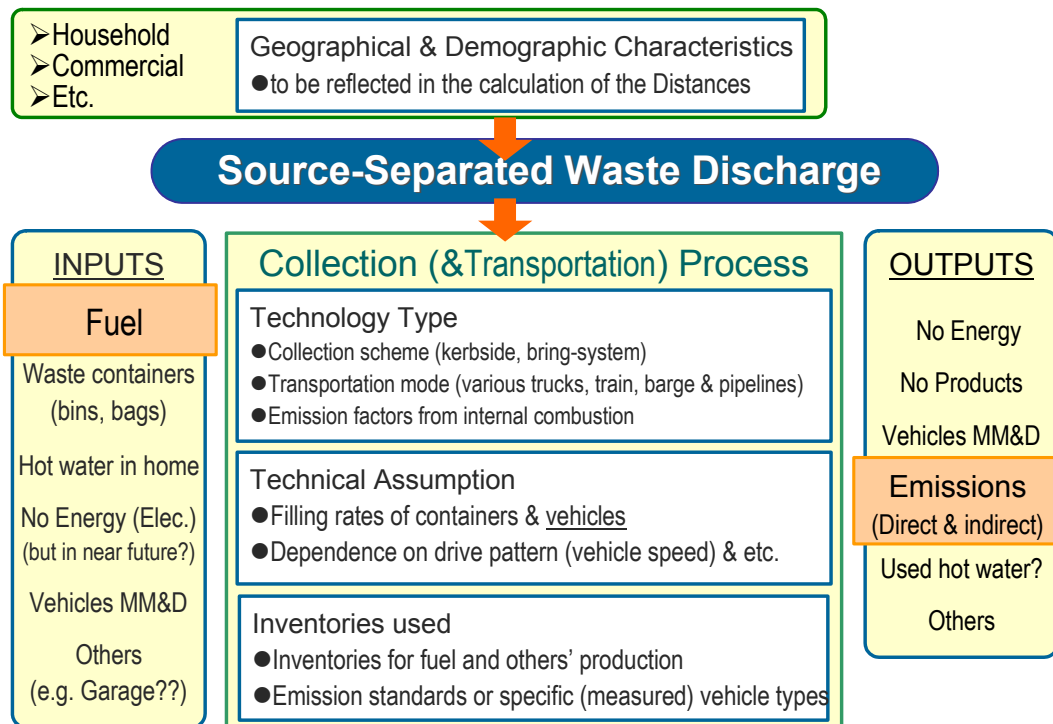 ➢Household
➢Commercial
➢Etc.
Geographical & Demographic Characteristics
●to be reflected in the calculation of the Distances
Source-Separated Waste Discharge
INPUTS
Fuel
Waste containers
(bins, bags)
Hot water in home
No Energy (Elec.)
(but in near future?)
Vehicles MM&D
Others
(e.g. Garage??)
Collection (&Transportation) Process
Technology Type
●Collection scheme (kerbside, bring-system)
●Transportation mode (various trucks, train, barge & pipelines)
●Emission factors from internal combustion
Technical Assumption
●Filling rates of containers & vehicles
●Dependence on drive pattern (vehicle speed) & etc.
Inventories used
●Inventories for fuel and others’ production
●Emission standards or specific (measured) vehicle types
OUTPUTS
No Energy
No Products
Vehicles MM&D
Emissions
(Direct & indirect)
Used hot water?
Others